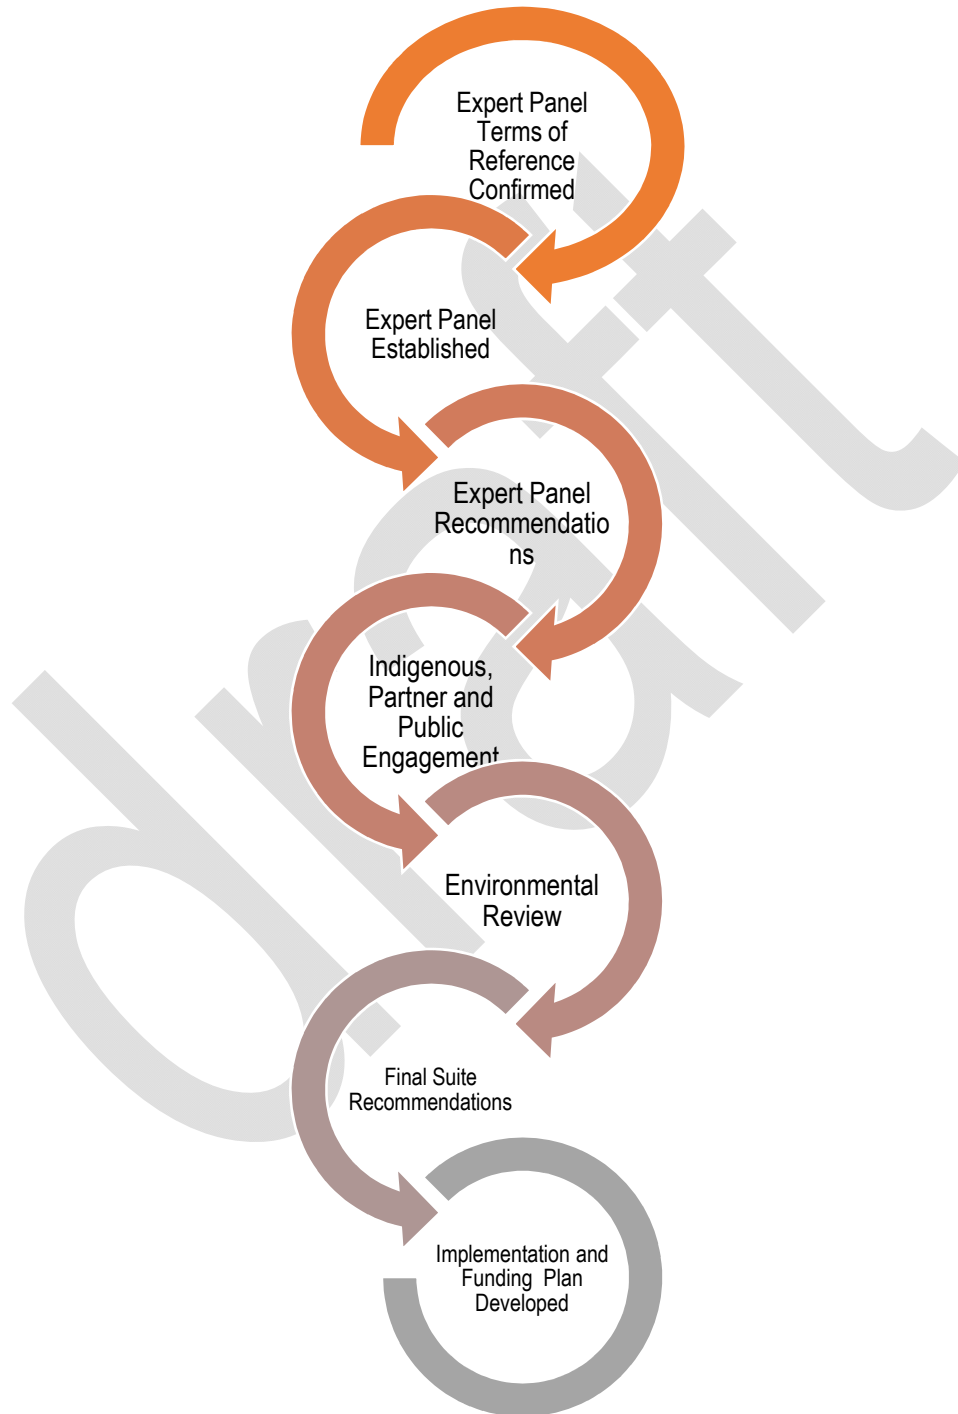 Expert Panel
Terms of
Reference
Confirmed
Expert Panel
Established
Expert Panel
Recommendatio
ns
Indigenous,
Partner and
Public
Engagement
Environmental
Review
Final Suite
Recommendations
Implementation and
Funding Plan
Developed
draft